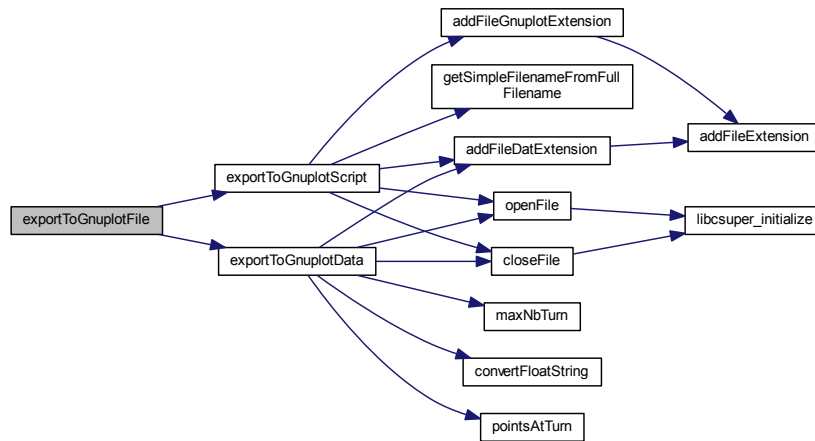 addFileGnuplotExtension
getSimpleFilenameFromFull
Filename
addFileExtension
addFileDatExtension
exportToGnuplotScript
openFile
exportToGnuplotFile
libcsuper_initialize
exportToGnuplotData
closeFile
maxNbTurn
convertFloatString
pointsAtTurn